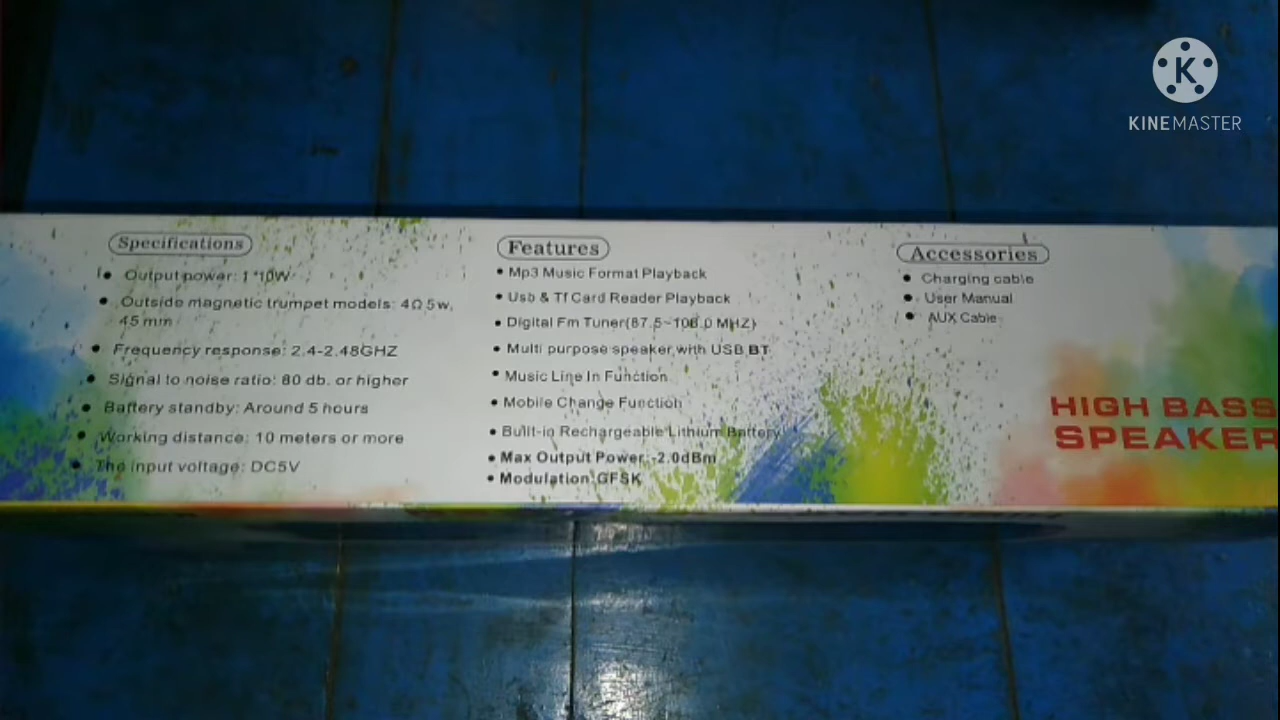 K
KINEMASTER
Specifications
Output power: 1*10W
Outside magnetic trumpet models: 4Ω 5w,
45 mm
Frequency response: 2.4-2.48GHZ
Signal to noise ratio: 80 db. or higher
Battery standby: Around 5 hours
Working distance: 10 meters or more
The input voltage: DC5V
Features
Mp3 Music Format Playback
Usb & Tf Card Reader Playback
Digital Fm Tuner(87.5~108.0 MHZ)
Multi purpose speaker with USB BT
Music Line In Function
Mobile Change Function
Built-in Rechargeable Lithium Battery
Max Output Power:-2.0dBm
Modulation:GFSK
Accessories
Charging cable
User Manual
AUX Cable
HIGH BASS
SPEAKER